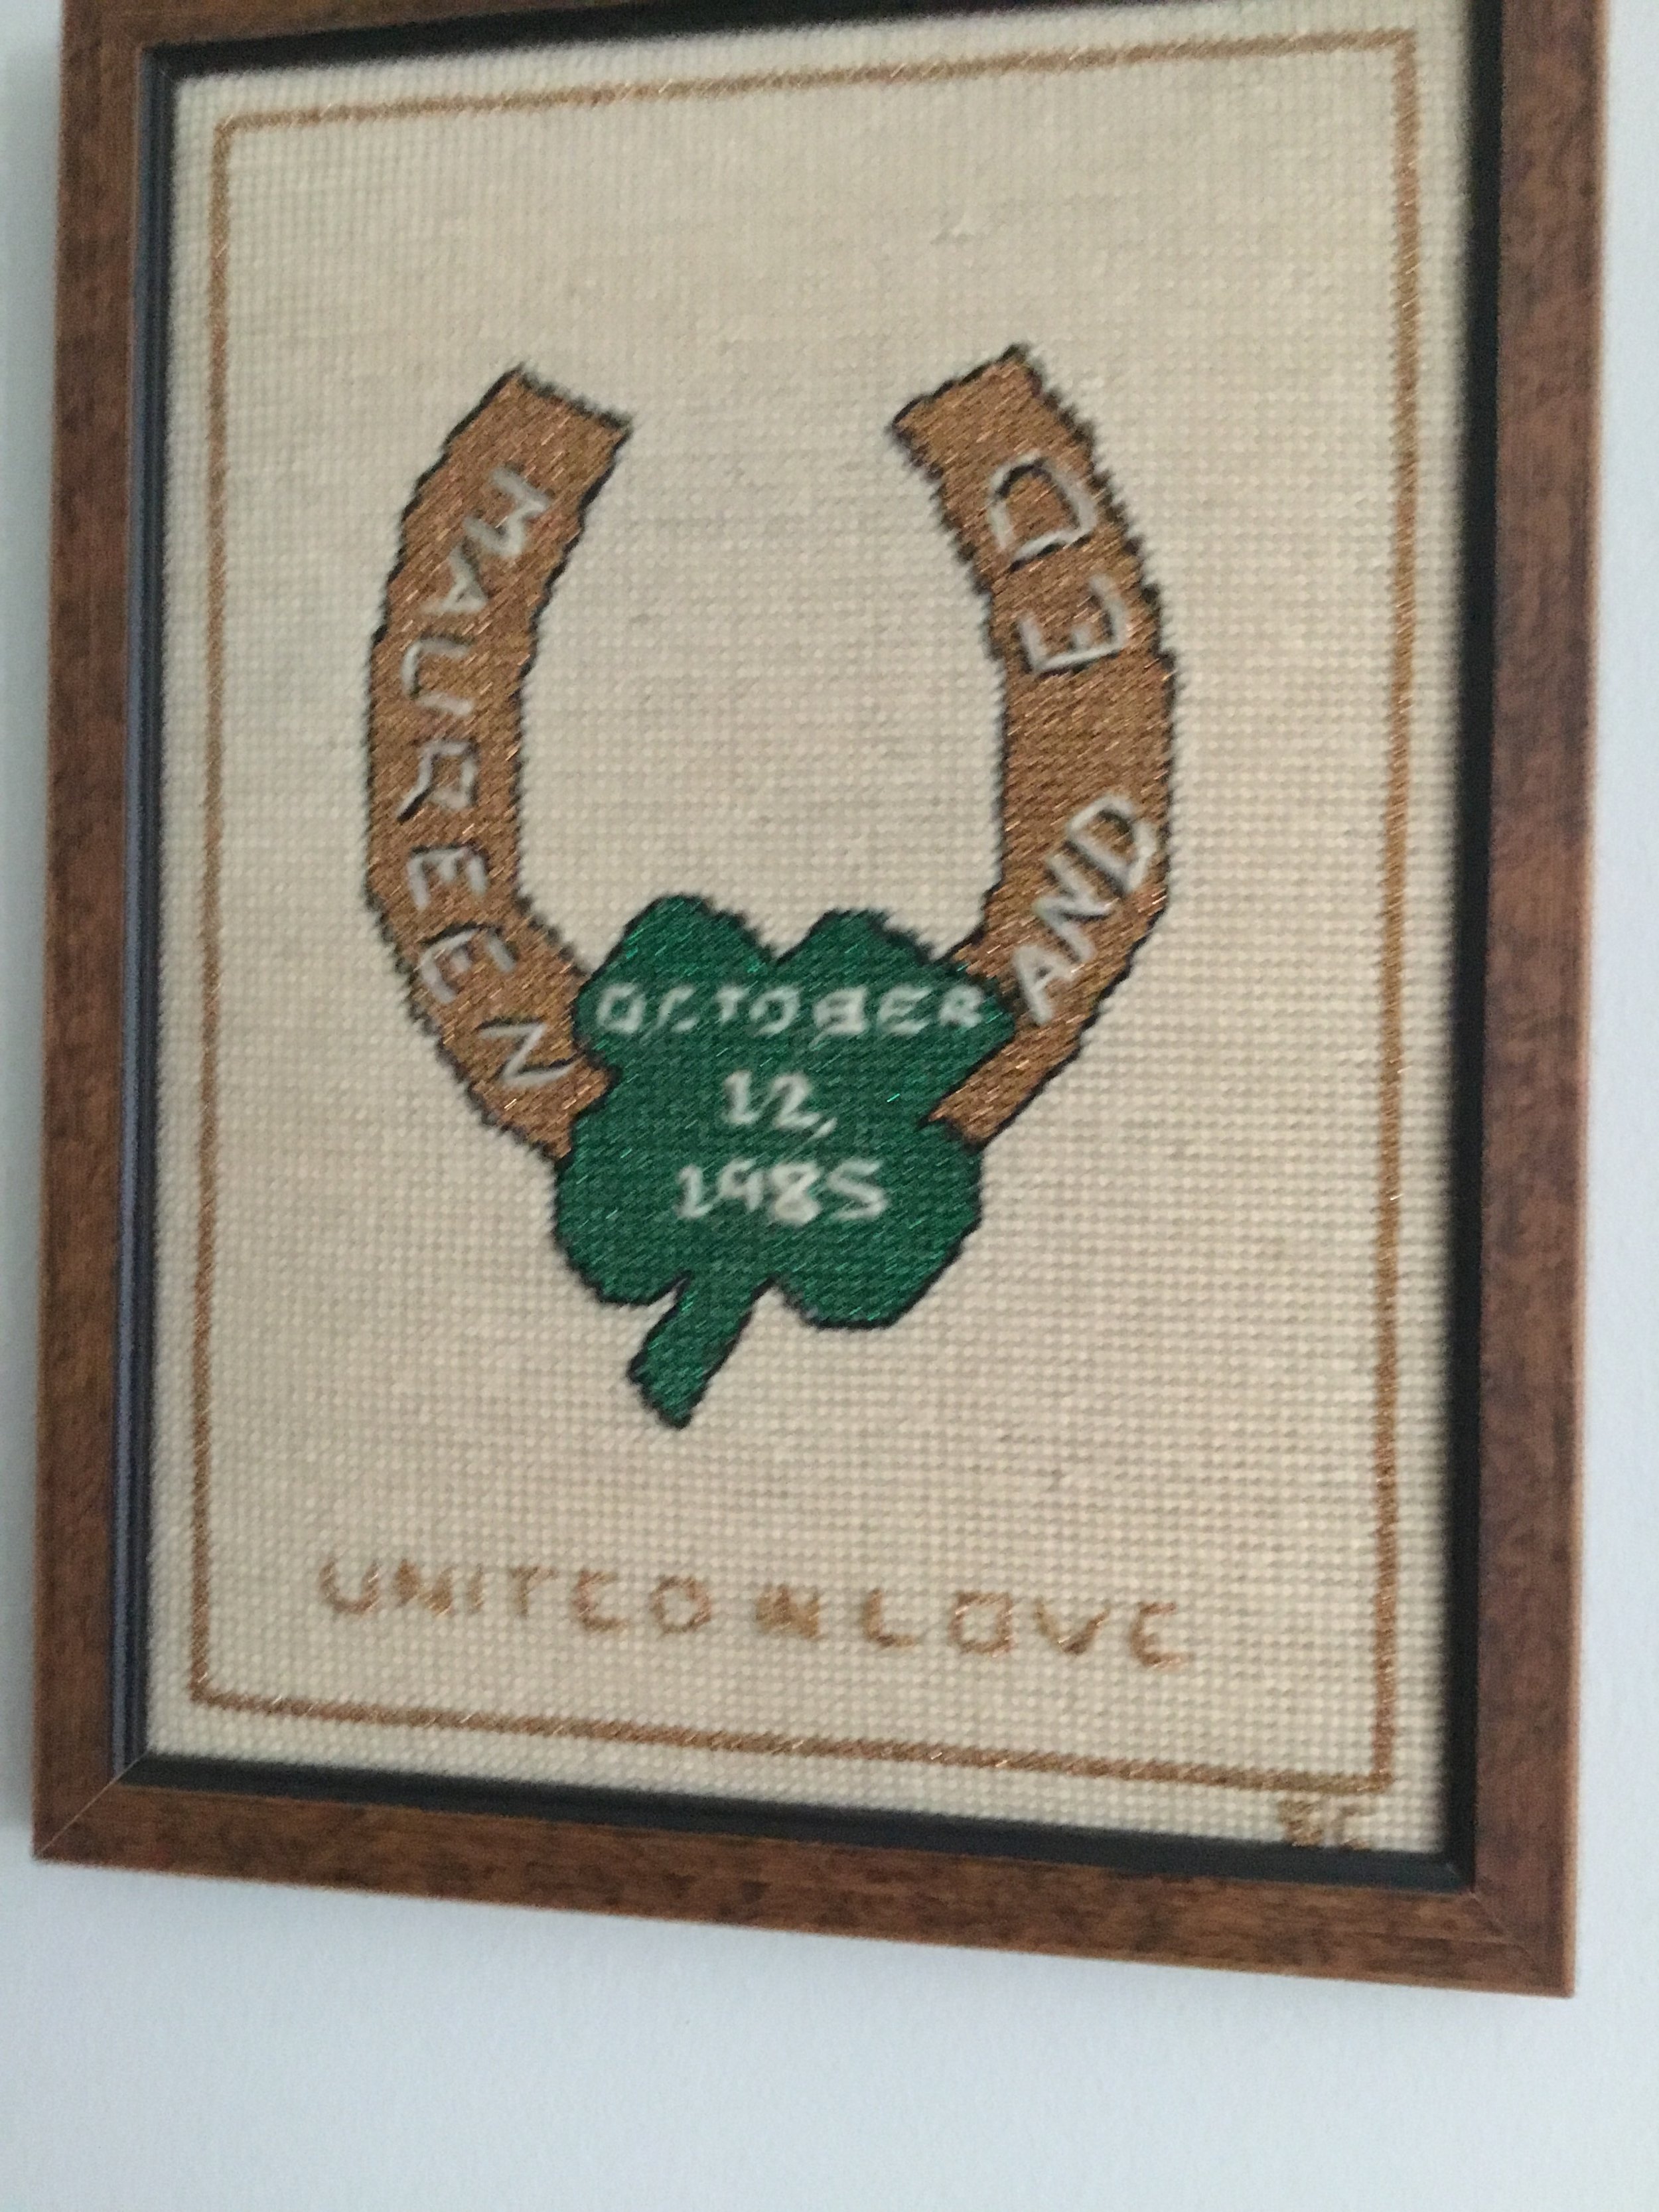 MAUREEN
AND ED
OCTOBER
12,
1985
UNITED IN LOVE